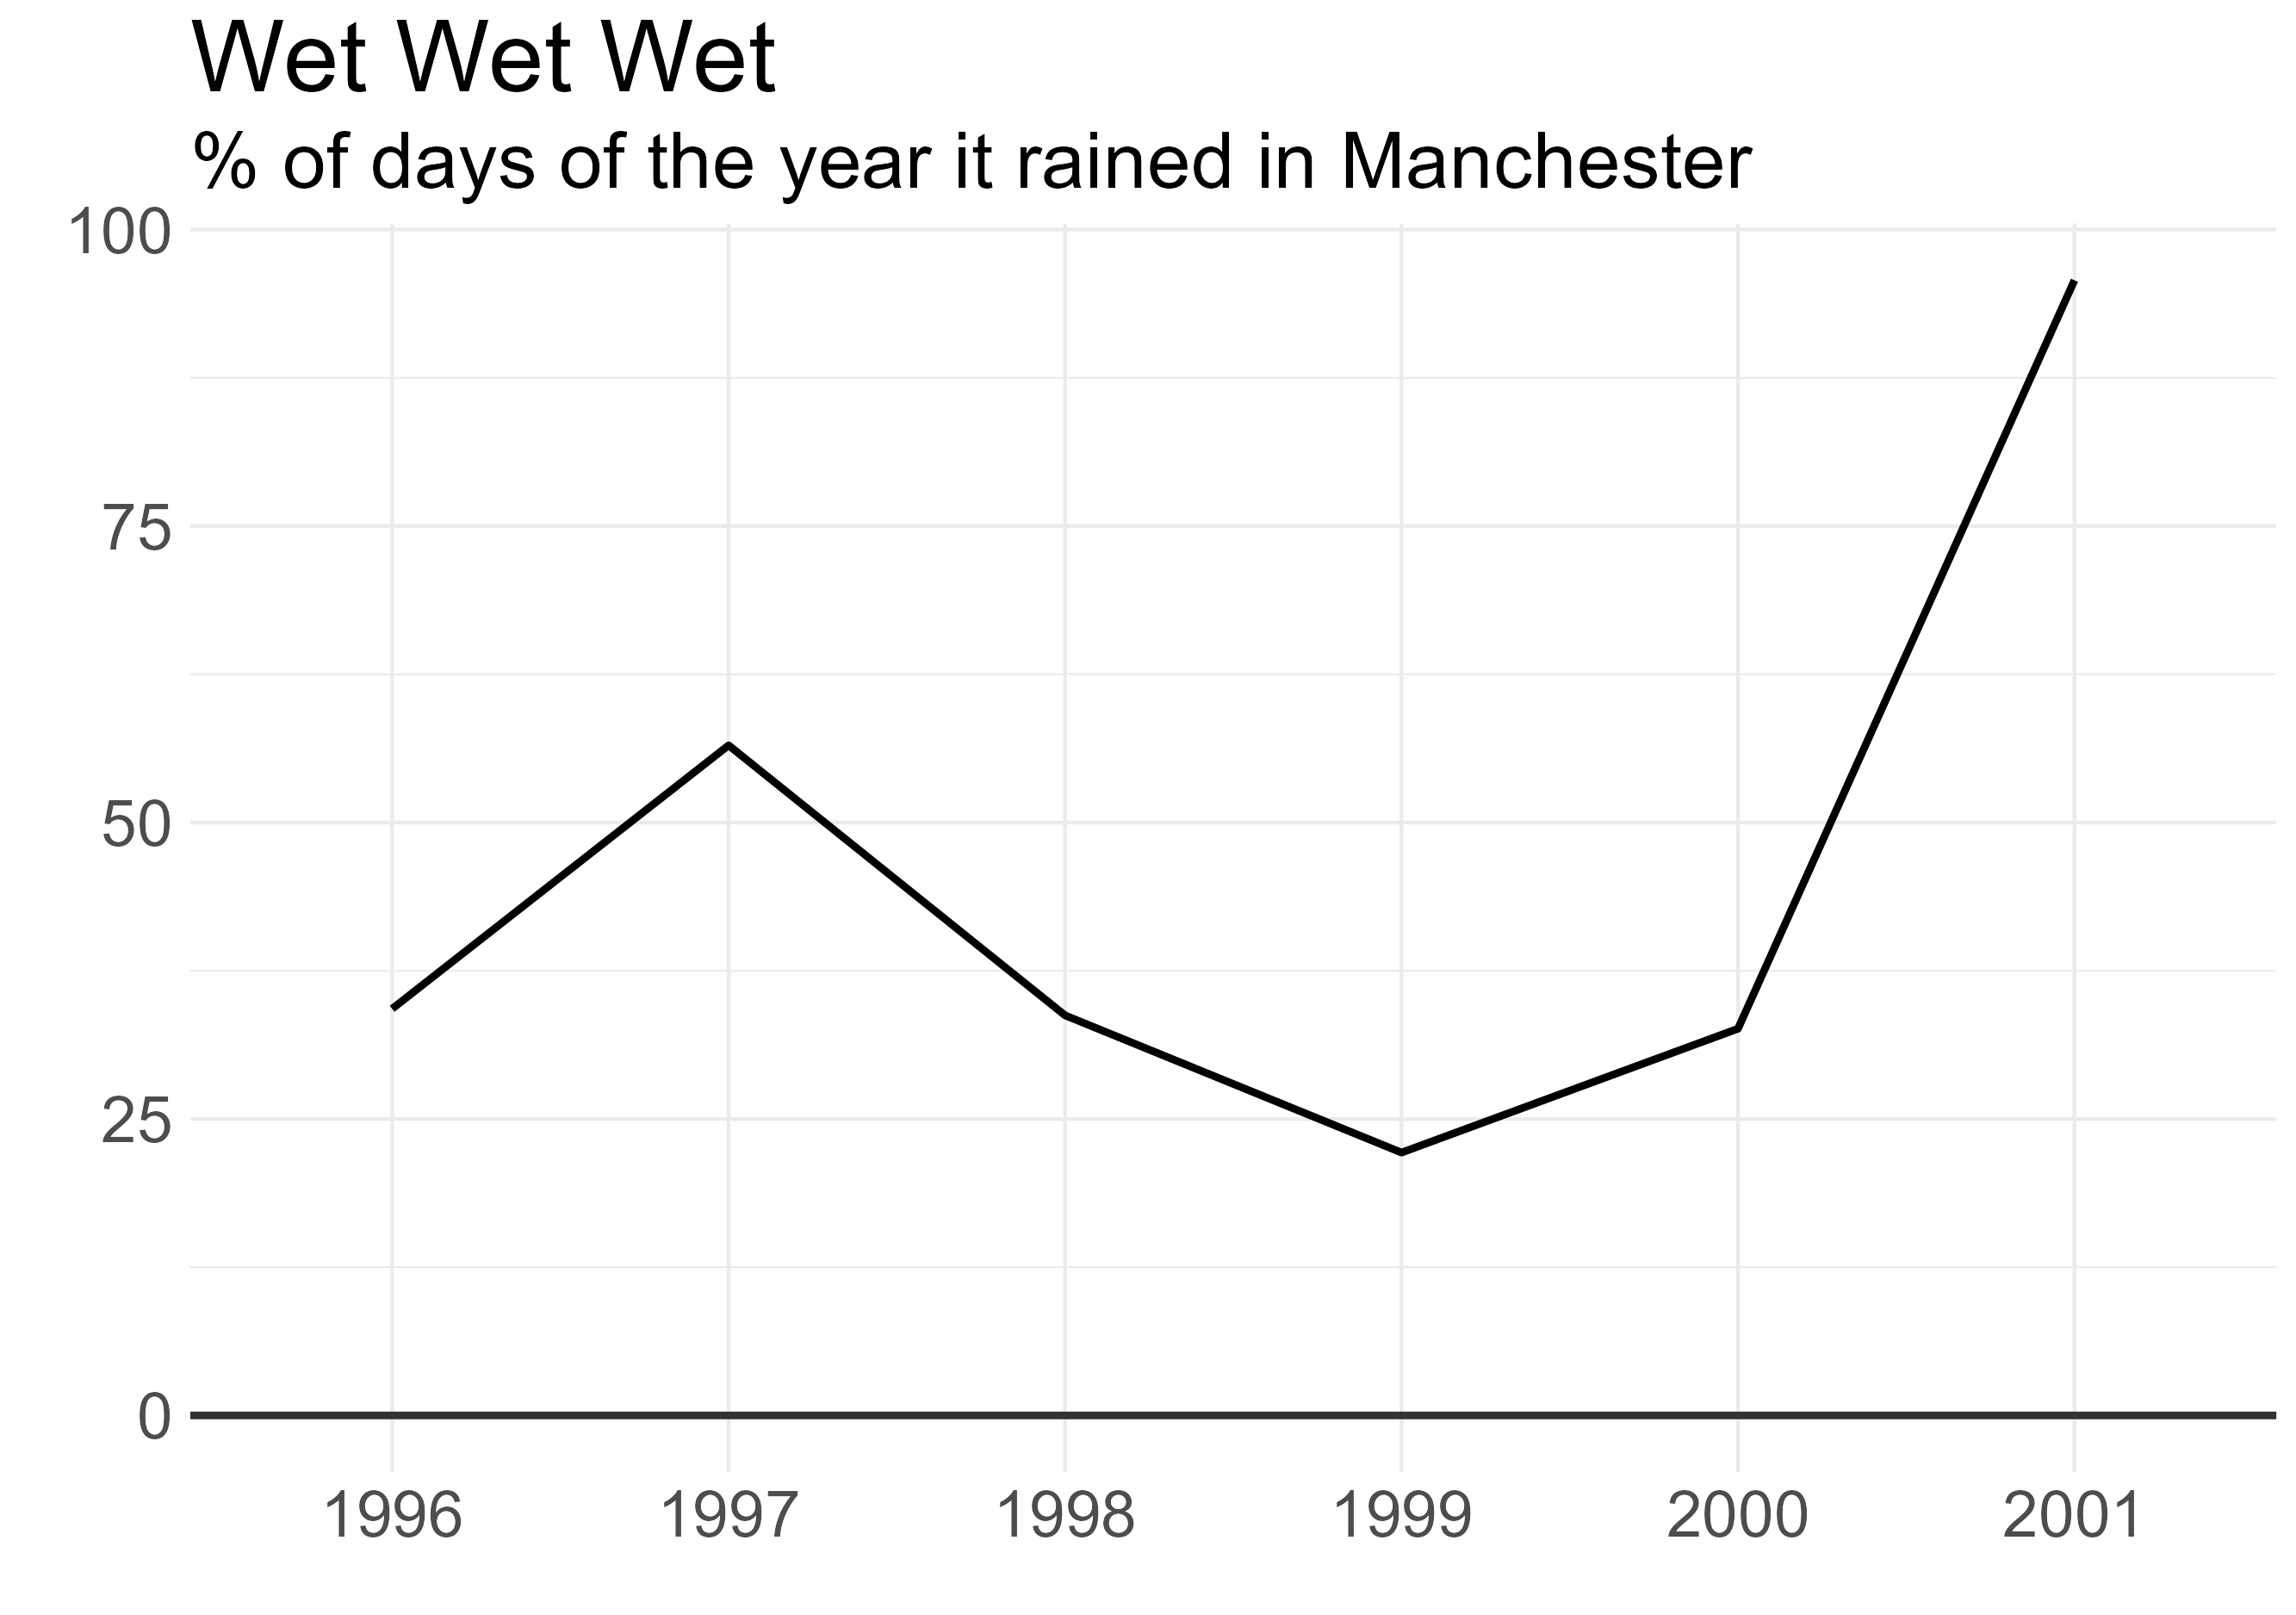 Wet Wet Wet
% of days of the year it rained in Manchester
100
75
50
25
0
1996 1997 1998 1999 2000 2001